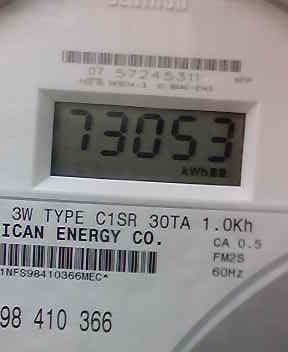 07 57245311
73053
kWh
3W TYPE C1SR 30TA 1.0Kh
ICAN ENERGY CO.
CA 0.5
FM2S
60Hz
1NFS98410366MEC*
98 410 366